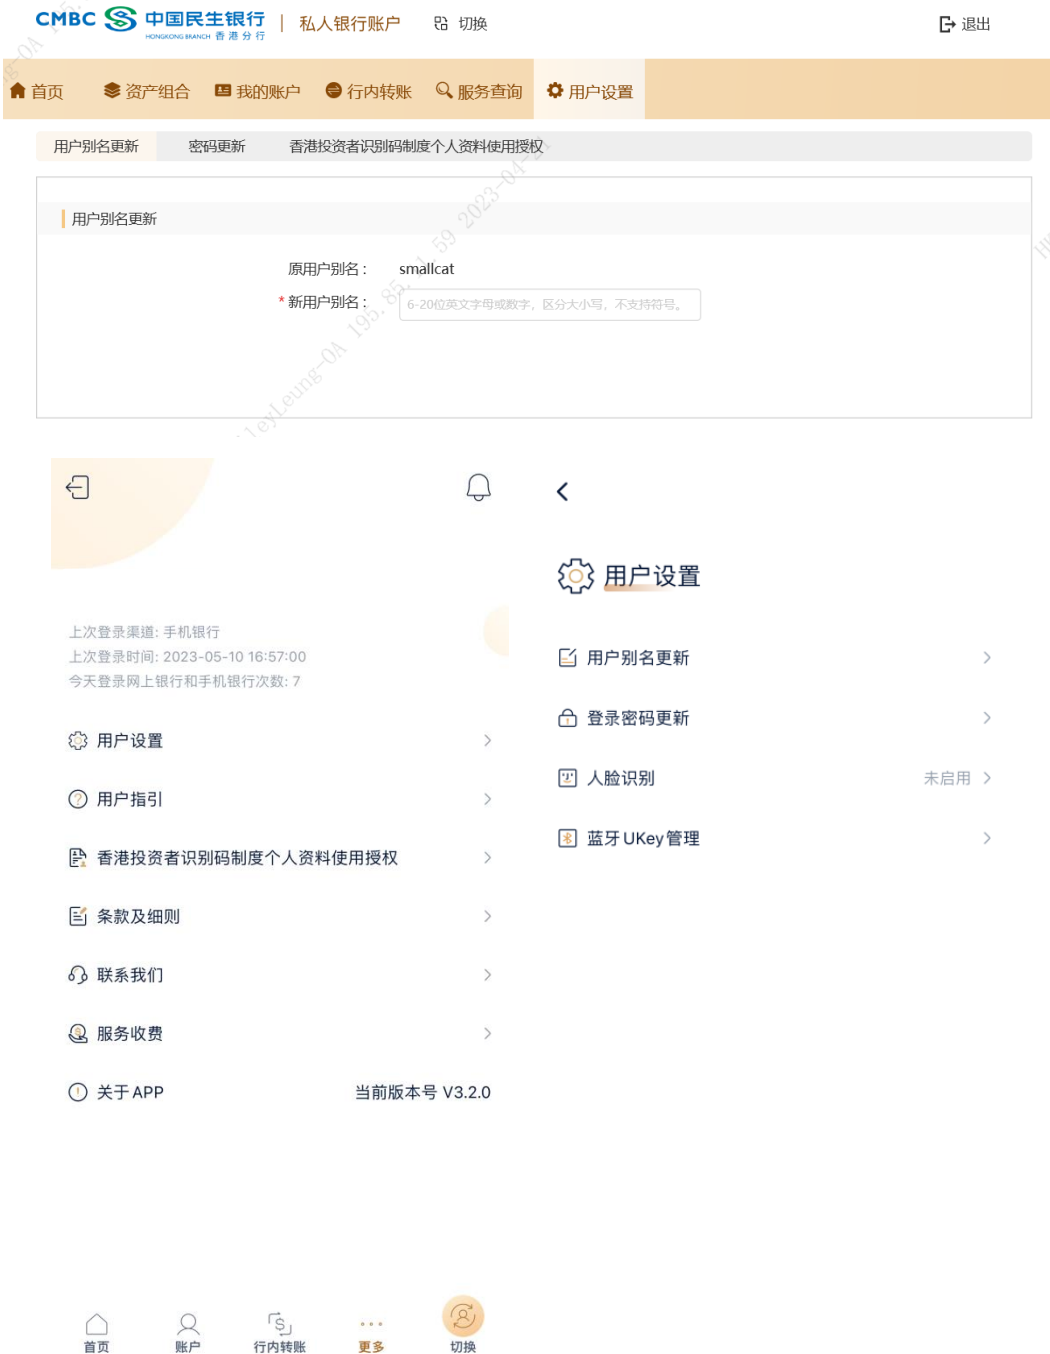 CMBC 中国民生银行 | 私人银行账户 切换 退出
HONGKONG BRANCH 香港分行
首页 资产组合 我的账户 行内转账 服务查询 用户设置
用户别名更新 密码更新 香港投资者识别码制度个人资料使用授权
用户别名更新
原用户别名： smallcat
* 新用户别名： 6-20位英文字母或数字，区分大小写，不支持符号。
上次登录渠道: 手机银行
上次登录时间: 2023-05-10 16:57:00
今天登录网上银行和手机银行次数: 7
用户设置
用户指引
香港投资者识别码制度个人资料使用授权
条款及细则
联系我们
服务收费
关于APP 当前版本号 V3.2.0
首页 账户 行内转账 更多 切换
用户设置
用户别名更新
登录密码更新
人脸识别 未启用
蓝牙UKey管理